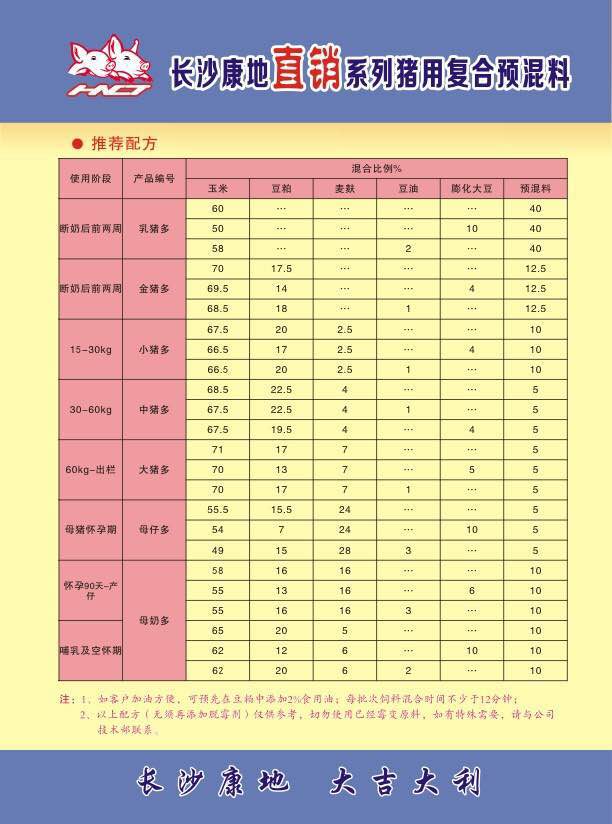 HNCT
长沙康地直销系列猪用复合预混料
● 推荐配方
使用阶段 产品编号 混合比例%
玉米 豆粕 麦麸 豆油 膨化大豆 预混料
断奶后前两周 乳猪多
60 … … … … 40
50 … … … 10 40
58 … … 2 … 40
断奶后前两周 金猪多
70 17.5 … … … 12.5
69.5 14 … … 4 12.5
68.5 18 … 1 … 12.5
15-30kg 小猪多
67.5 20 2.5 … … 10
66.5 17 2.5 … 4 10
66.5 20 2.5 1 … 10
30-60kg 中猪多
68.5 22.5 4 … … 5
67.5 22.5 4 1 … 5
67.5 19.5 4 … 4 5
60kg-出栏 大猪多
71 17 7 … … 5
70 13 7 … 5 5
70 17 7 1 … 5
母猪怀孕期 母仔多
55.5 15.5 24 … … 5
54 7 24 … 10 5
49 15 28 3 … 5
怀孕90天-产仔 母奶多
58 16 16 … … 10
55 13 16 … 6 10
55 16 16 3 … 10
哺乳及空怀期
65 20 5 … … 10
62 12 6 … 10 10
62 20 6 2 … 10
注：1、如客户加油方便，可预先在豆粕中添加2%食用油；每批次饲料混合时间不少于12分钟；
2、以上配方（无须再添加脱霉剂）仅供参考，切勿使用已经霉变原料，如有特殊需要，请与公司
技术部联系。
长沙康地 大吉大利